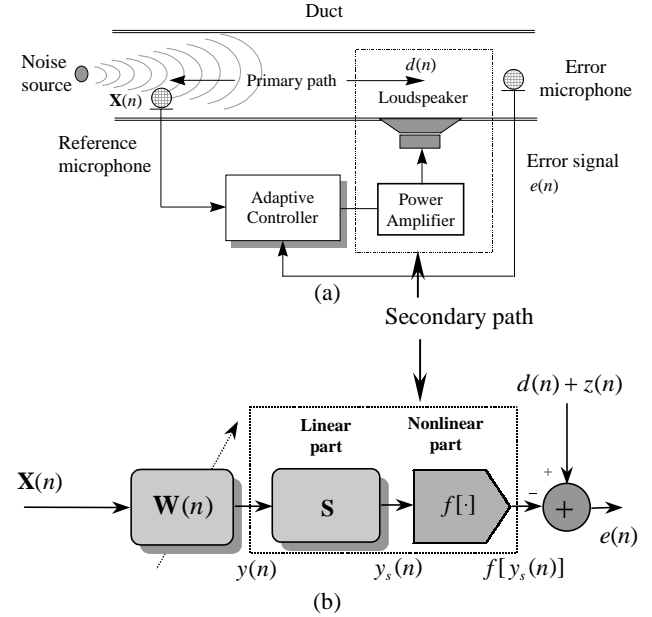 Duct
Noise
source
X(n)
Primary path
d(n)
Loudspeaker
Error
microphone
Reference
microphone
Adaptive
Controller
Power
Amplifier
Error signal
e(n)
(a)
Secondary path
d(n) + z(n)
Linear
part
Nonlinear
part
X(n)
W(n)
S
f[·]
+
−
+
e(n)
y(n)
y_s(n)
f[y_s(n)]
(b)